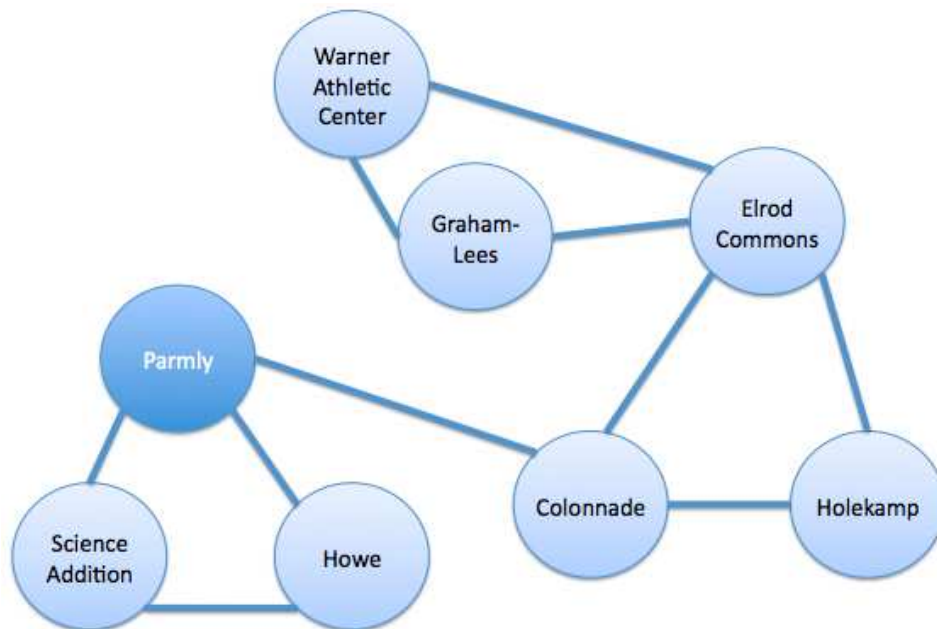 Warner
Athletic
Center
Graham-
Lees
Elrod
Commons
Parmly
Science
Addition
Howe
Colonnade
Holekamp